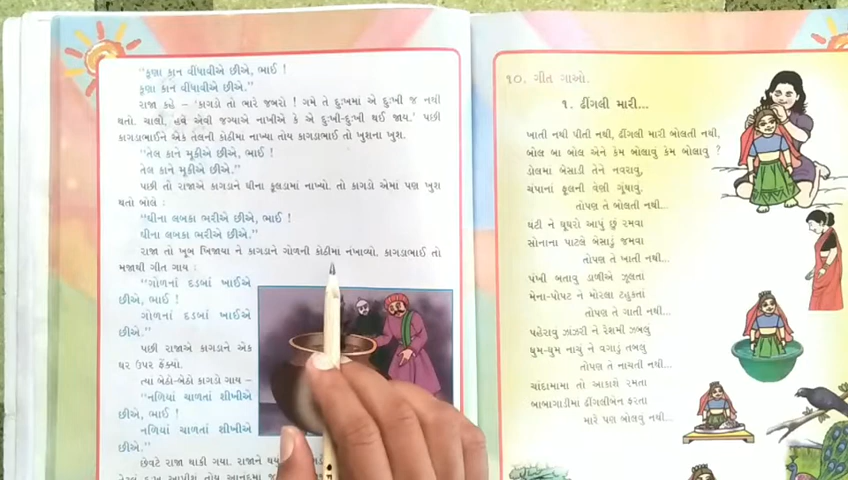 “કૂણા કાન વીંધાવીએ છીએ, ભાઈ !
કૂણા કાન વીંધાવીએ છીએ.”
રાજા કહે – ‘કાગડો તો ભારે જબરો ! ગમે તે દુઃખમાં એ દુઃખી જ નથી
થતો. ચાલો, હવે એવી જગ્યાએ નાખીએ કે એ દુઃખી-દુઃખી થઈ જાય.’ પછી
કાગડાભાઈને એક તેલની કોઠીમાં નાખ્યા તોય કાગડાભાઈ તો ખુશના ખુશ.
“તેલ કાને મૂકીએ છીએ, ભાઈ !
તેલ કાને મૂકીએ છીએ.”
પછી તો રાજાએ કાગડાને ઘીના કૂલડામાં નાખ્યો. તો કાગડો એમાં પણ ખુશ
થતો બોલે :
“ઘીના લબકા ભરીએ છીએ, ભાઈ !
ઘીના લબકા ભરીએ છીએ.”
રાજા તો ખૂબ ખિજાયા ને કાગડાને ગોળની કોઠીમાં નંખાવ્યો. કાગડાભાઈ તો
મજાથી ગીત ગાય :
“ગોળનાં દડબાં ખાઈએ
છીએ, ભાઈ !
ગોળનાં દડબાં ખાઈએ
છીએ.”
પછી રાજાએ કાગડાને એક
ઘર ઉપર ફેંક્યો.
ત્યાં બેઠો-બેઠો કાગડો ગાય –
“નળિયાં ચાળતાં શીખીએ
છીએ, ભાઈ !
નળિયાં ચાળતાં શીખીએ
છીએ.”
છેવટે રાજા થાકી ગયા. રાજાને થયું
૧૦. ગીત ગાઓ.
૧. ઢીંગલી મારી...
ખાતી નથી પીતી નથી, ઢીંગલી મારી બોલતી નથી,
બોલ બા બોલ એને કેમ બોલાવું કેમ બોલાવું ?
ડોલમાં બેસાડી તેને નવરાવું,
ચંપાનાં ફૂલની વેણી ગૂંથાવું,
તોપણ તે બોલતી નથી...
ઘંટી ને ઘૂઘરો આપું છું રમવા
સોનાના પાટલે બેસાડું જમવા
તોપણ તે ખાતી નથી...
પંખી બતાવું ડાળીએ ઝૂલતાં
મેના-પોપટ ને મોરલા ટહુકતાં
તોપણ તે ગાતી નથી...
પહેરાવું ઝાંઝરી ને રેશમી ઝબલું
ઘુમ-ઘુમ નાચું ને વગાડું તબલું
તોપણ તે નાચતી નથી...
ચાંદામામા તો આકાશે રમતા
બાબાગાડીમાં ઢીંગલીબેન ફરતા
મારે પણ બોલવું નથી...